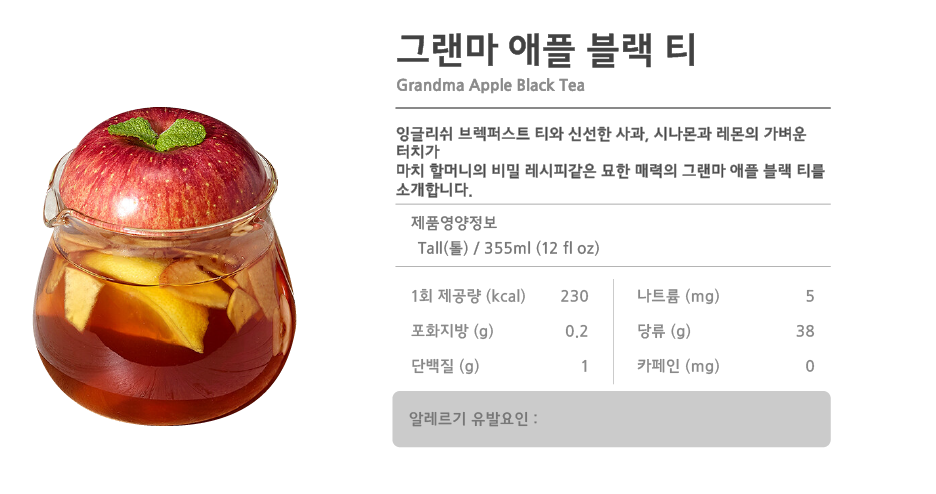 그랜마 애플 블랙 티
Grandma Apple Black Tea
잉글리쉬 브렉퍼스트 티와 신선한 사과, 시나몬과 레몬의 가벼운
터치가
마치 할머니의 비밀 레시피같은 묘한 매력의 그랜마 애플 블랙 티를
소개합니다.
제품영양정보
Tall(톨) / 355ml (12 fl oz)
1회 제공량 (kcal) 230
나트륨 (mg) 5
포화지방 (g) 0.2
당류 (g) 38
단백질 (g) 1
카페인 (mg) 0
알레르기 유발요인 :